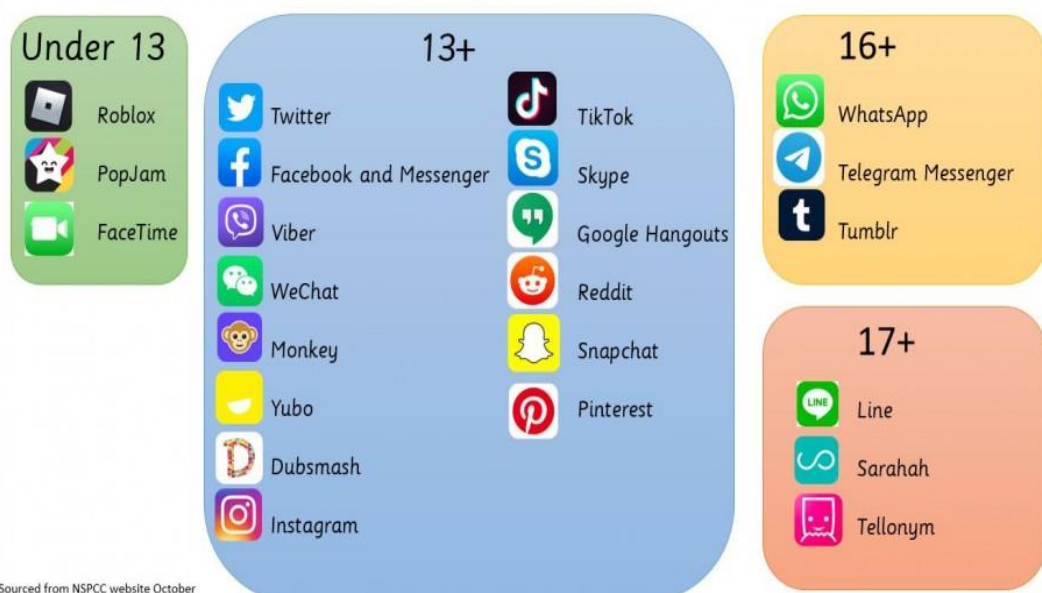 Under 13
Roblox
PopJam
FaceTime
13+
Twitter
Facebook and Messenger
Viber
WeChat
Monkey
Yubo
Dubsmash
Instagram
TikTok
Skype
Google Hangouts
Reddit
Snapchat
Pinterest
16+
WhatsApp
Telegram Messenger
Tumblr
17+
LINE
Line
Sarahah
Tellonym
Sourced from NSPCC website October